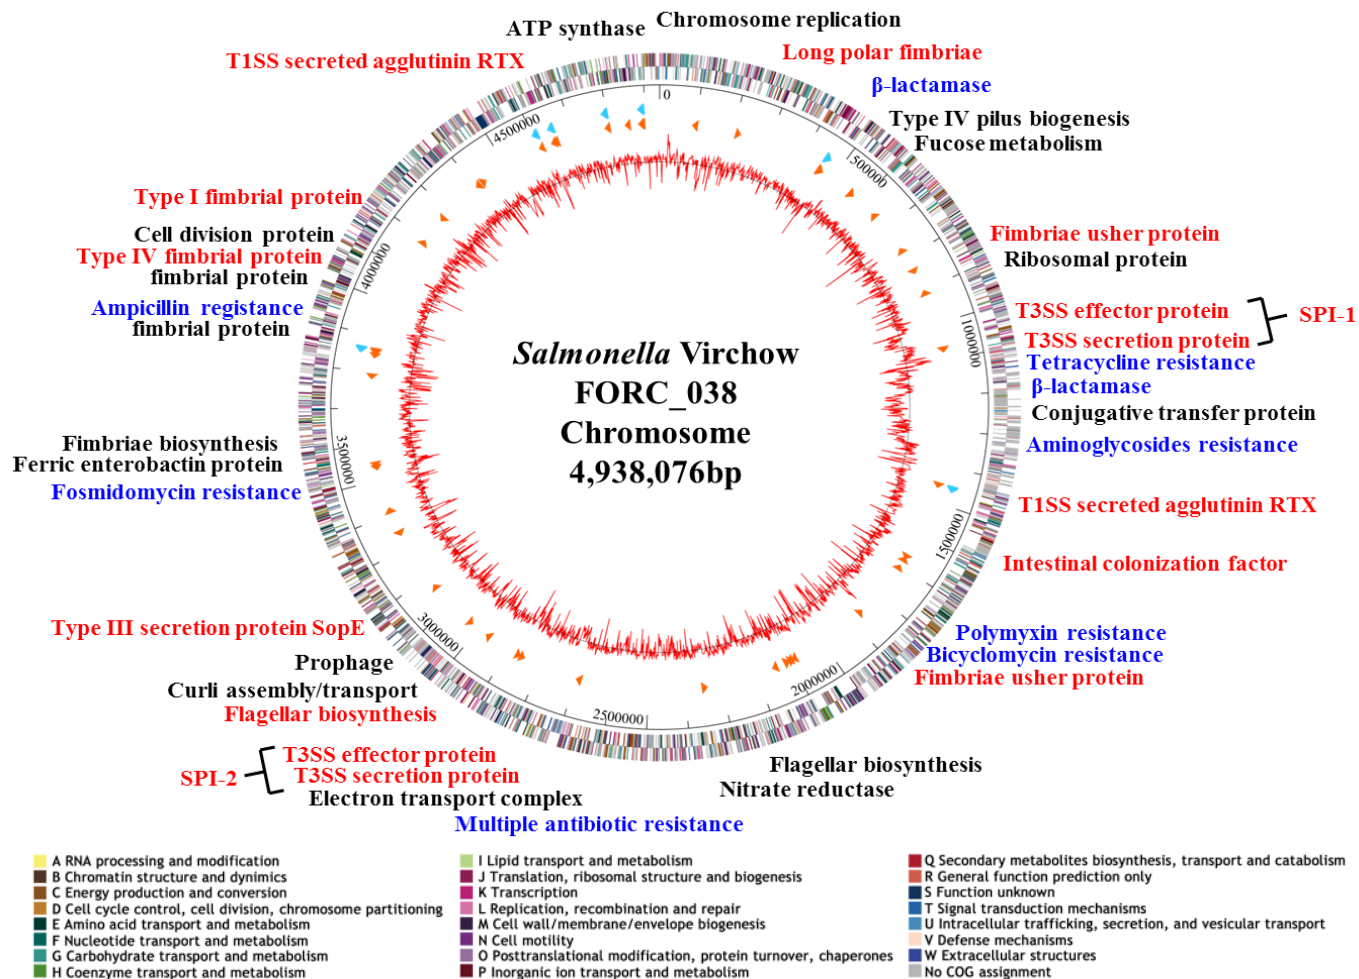 ATP synthase
Chromosome replication
T1SS secreted agglutinin RTX
Long polar fimbriae
β-lactamase
Type IV pilus biogenesis
Fucose metabolism
0
4500000
500000
Type I fimbrial protein
Cell division protein
Type IV fimbrial protein
fimbrial protein
Ampicillin registance
fimbrial protein
4000000
Fimbriae usher protein
Ribosomal protein
T3SS effector protein
T3SS secretion protein
SPI-1
1000000
Tetracycline resistance
β-lactamase
Conjugative transfer protein
Aminoglycosides resistance
Salmonella Virchow
FORC_038
Chromosome
4,938,076bp
Fimbriae biosynthesis
Ferric enterobactin protein
Fosmidomycin resistance
3500000
T1SS secreted agglutinin RTX
1500000
Intestinal colonization factor
Type III secretion protein SopE
3000000
Prophage
Curli assembly/transport
Flagellar biosynthesis
Polymyxin resistance
Bicyclomycin resistance
Fimbriae usher protein
2000000
2500000
SPI-2
T3SS effector protein
T3SS secretion protein
Electron transport complex
Multiple antibiotic resistance
Flagellar biosynthesis
Nitrate reductase
A RNA processing and modification
B Chromatin structure and dynimics
C Energy production and conversion
D Cell cycle control, cell division, chromosome partitioning
E Amino acid transport and metabolism
F Nucleotide transport and metabolism
G Carbohydrate transport and metabolism
H Coenzyme transport and metabolism
I Lipid transport and metabolism
J Translation, ribosomal structure and biogenesis
K Transcription
L Replication, recombination and repair
M Cell wall/membrane/envelope biogenesis
N Cell motility
O Posttranslational modification, protein turnover, chaperones
P Inorganic ion transport and metabolism
Q Secondary metabolites biosynthesis, transport and catabolism
R General function prediction only
S Function unknown
T Signal transduction mechanisms
U Intracellular trafficking, secretion, and vesicular transport
V Defense mechanisms
W Extracellular structures
No COG assignment